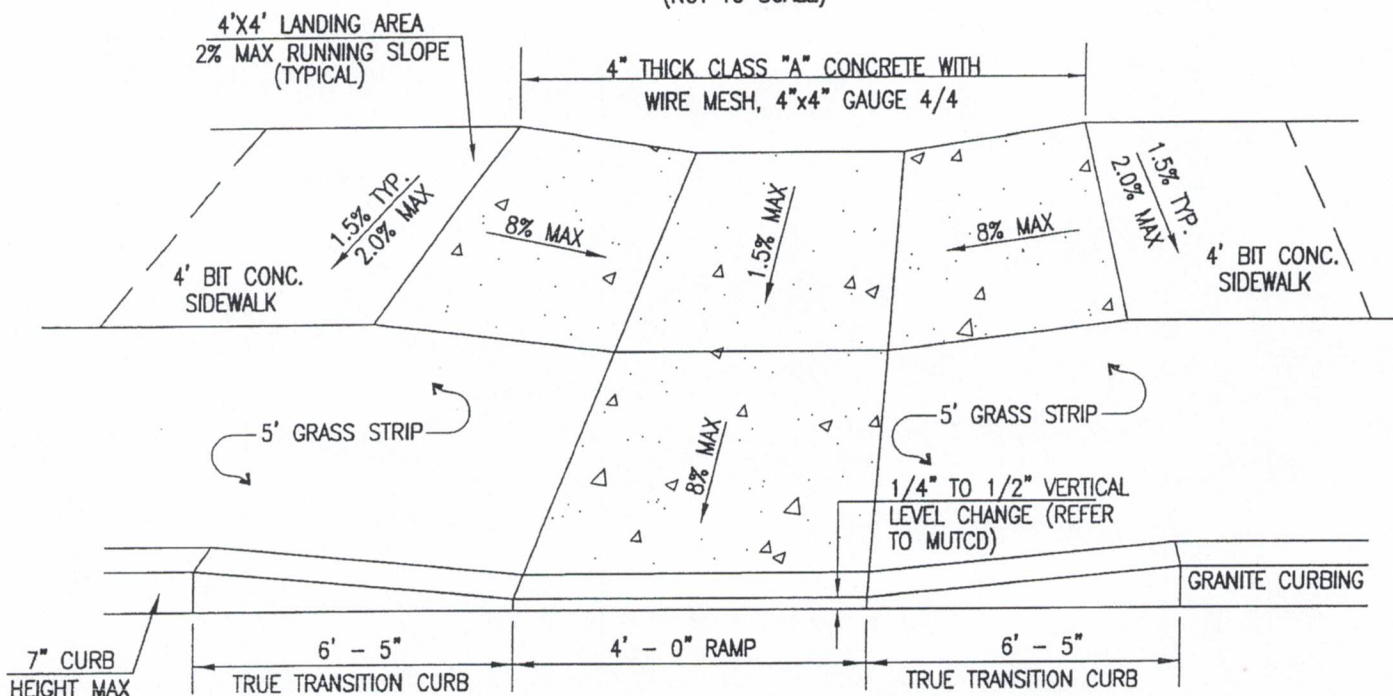 (NOT TO SCALE)
4'X4' LANDING AREA
2% MAX RUNNING SLOPE
(TYPICAL)
4" THICK CLASS "A" CONCRETE WITH
WIRE MESH, 4"x4" GAUGE 4/4
1.5% TYP.
2.0% MAX
8% MAX
1.5% MAX
8% MAX
1.5% TYP.
2.0% MAX
4' BIT CONC.
SIDEWALK
4' BIT CONC.
SIDEWALK
5' GRASS STRIP
5' GRASS STRIP
8% MAX
1/4" TO 1/2" VERTICAL
LEVEL CHANGE (REFER
TO MUTCD)
GRANITE CURBING
7" CURB
HEIGHT MAX
6' - 5"
TRUE TRANSITION CURB
4' - 0" RAMP
6' - 5"
TRUE TRANSITION CURB